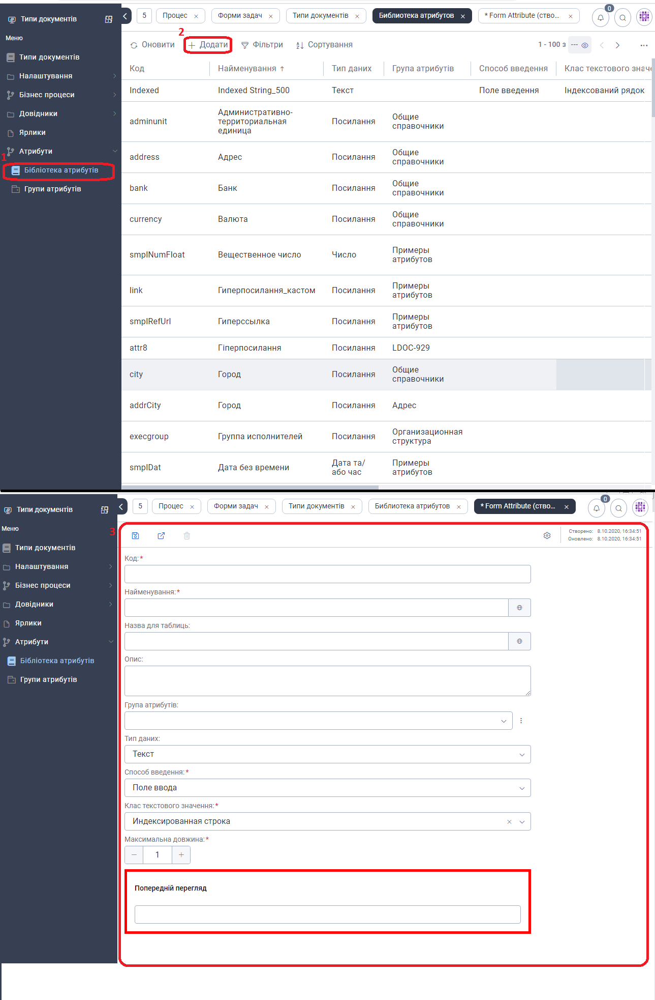 Типи документів
5
Процес ×
Форми задач ×
Типи документів ×
Библиотека атрибутов ×
* Form Attribute (ство... ×
0
Меню
Типи документів
Налаштування
Бізнес процеси
Довідники
Ярлики
Атрибути
1
Бібліотека атрибутів
Групи атрибутів
2
Оновити
+ Додати
Фільтри
Сортування
1 - 100 з ---
...
Код
Найменування ↑
Тип даних
Група атрибутів
Спосіб введення
Клас текстового знач
Indexed
Indexed String_500
Текст
Поле введення
Індексований рядок
adminunit
Административно-
территориальная
единица
Посилання
Общие
справочники
address
Адрес
Посилання
Общие
справочники
bank
Банк
Посилання
Общие
справочники
currency
Валюта
Посилання
Общие
справочники
smplNumFloat
Вещественное число
Число
Примеры
атрибутов
link
Гиперпосилання_кастом
Посилання
Примеры
атрибутов
smplRefUrl
Гиперссылка
Посилання
Примеры
атрибутов
attr8
Гіперпосилання
Посилання
LDOC-929
city
Город
Посилання
Общие
справочники
addrCity
Город
Посилання
Адрес
execgroup
Группа исполнителей
Посилання
Организационная
структура
smplDat
Дата без времени
Дата та/
або час
Примеры
атрибутов
Типи документів
5
Процес ×
Форми задач ×
Типи документів ×
Библиотека атрибутов ×
* Form Attribute (ство... ×
0
Меню
Типи документів
Налаштування
Бізнес процеси
Довідники
Ярлики
Атрибути
Бібліотека атрибутів
Групи атрибутів
3
Створено: 8.10.2020, 16:34:51
Оновлено: 8.10.2020, 16:34:51
Код:*
Найменування:*
Назва для таблиць:
Опис:
Група атрибутів:
Тип даних:
Текст
Спосіб введення:*
Поле ввода
Клас текстового значення:*
Индексированная строка ×
Максимальна довжина:*
− 1 +
Попередній перегляд